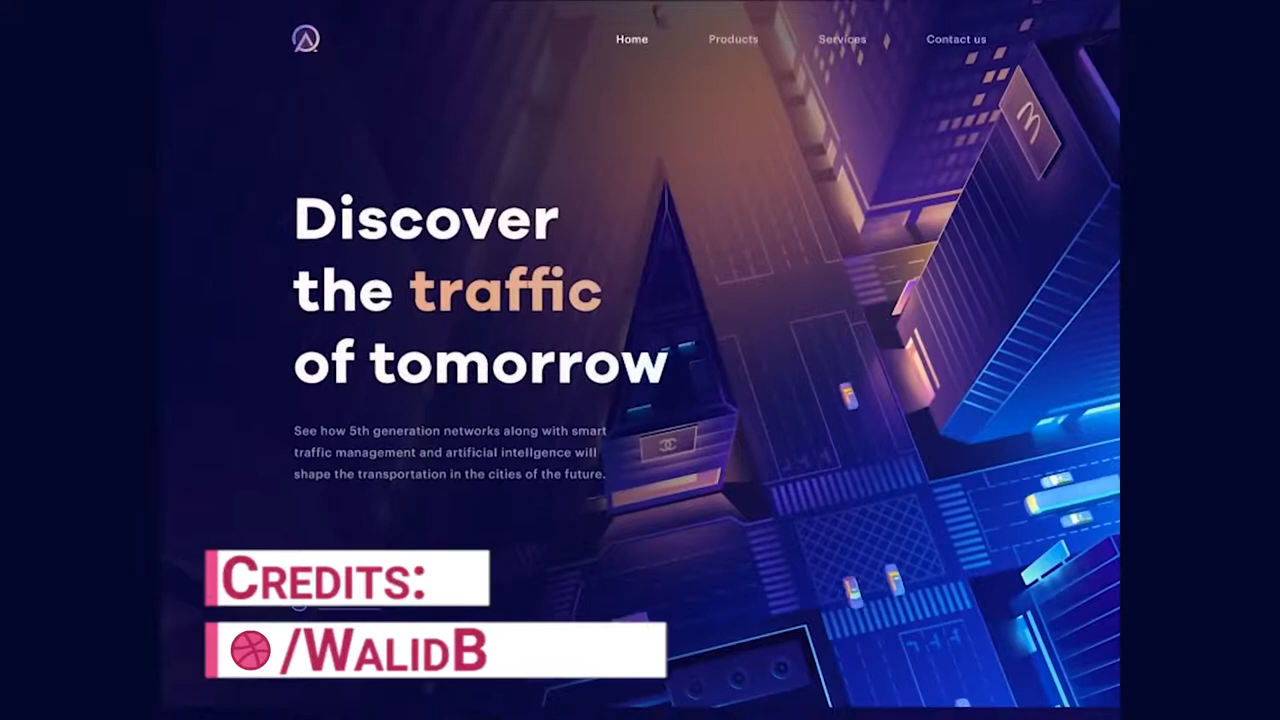 Home Products Services Contact us
Discover
the traffic
of tomorrow
See how 5th generation networks along with smart
traffic management and artificial intellgence will
shape the transportation in the cities of the future.
CREDITS:
/WALIDB